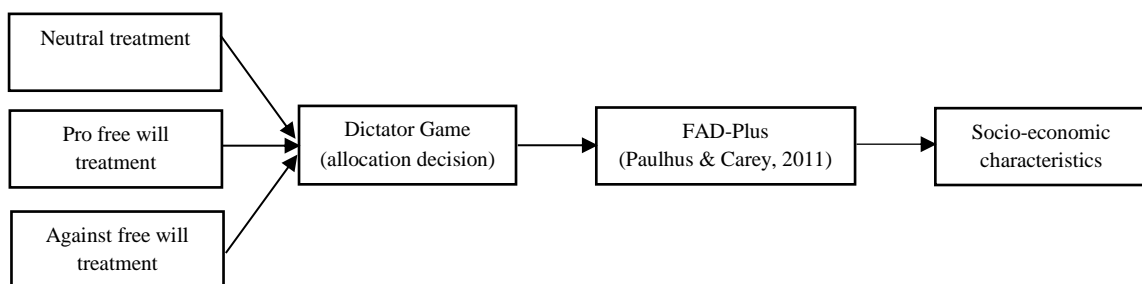 Neutral treatment
Pro free will
treatment
Against free will
treatment
Dictator Game
(allocation decision)
FAD-Plus
(Paulhus & Carey, 2011)
Socio-economic
characteristics